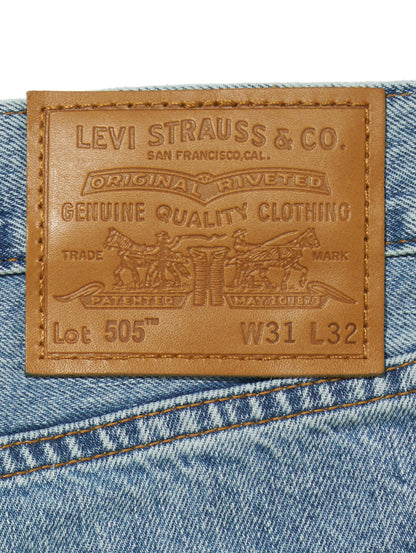 LEVI STRAUSS & CO.
SAN FRANCISCO,CAL.
ORIGINAL RIVETED
GENUINE QUALITY CLOTHING
TRADE MARK
PATENTED MAY 20 1873
Lot 505™ W31 L32